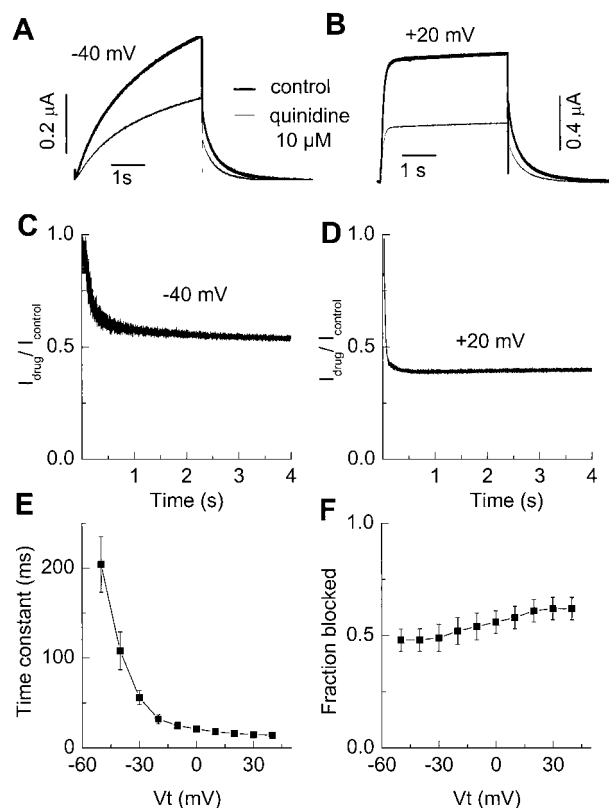 A
-40 mV
0.2 µA
1s
control
quinidine
10 µM
B
+20 mV
0.4 µA
1 s
C
1.0
0.5
0.0
I_drug / I_control
-40 mV
1 2 3 4
Time (s)
D
1.0
0.5
0.0
I_drug / I_control
+20 mV
1 2 3 4
Time (s)
E
200
100
0
Time constant (ms)
-60 -30 0 30
Vt (mV)
F
1.0
0.5
0.0
Fraction blocked
-60 -30 0 30
Vt (mV)